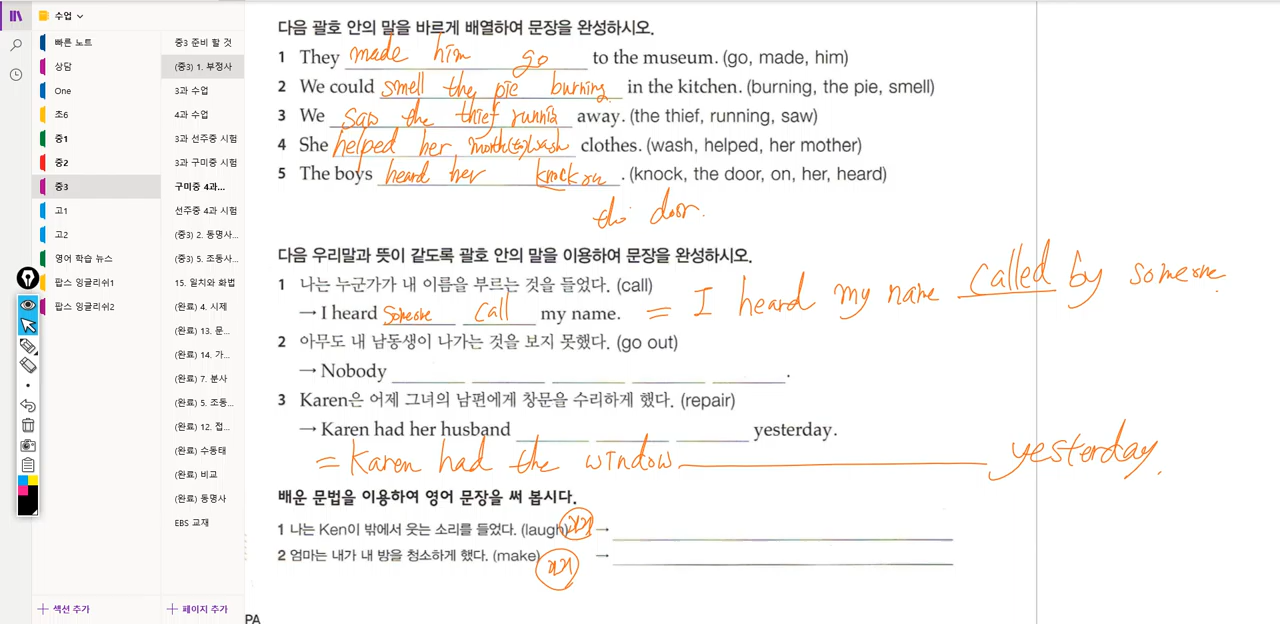 수업
빠른 노트
상담
One
초6
중1
중2
중3
고1
고2
영어 학습 뉴스
팝스 잉글리쉬1
팝스 잉글리쉬2
섹션 추가
중3 준비 할 것
(중3) 1. 부정사
3과 수업
4과 수업
3과 선주중 시험
3과 구미중 시험
구미중 4과...
선주중 4과 시험
(중3) 2. 동명사...
(중3) 5. 조동사...
15. 일치와 화법
(완료) 4. 시제
(완료) 13. 문...
(완료) 14. 가...
(완료) 7. 분사
(완료) 5. 조동...
(완료) 12. 접...
(완료) 수동태
(완료) 비교
(완료) 동명사
EBS 교재
페이지 추가
다음 괄호 안의 말을 바르게 배열하여 문장을 완성하시오.
1 They made him go to the museum. (go, made, him)
2 We could smell the pie burning in the kitchen. (burning, the pie, smell)
3 We saw the thief away. (the thief, running, saw)
4 She helped her (to) wash clothes. (wash, helped, her mother)
5 The boys heard her knock on . (knock, the door, on, her, heard)
the door.
다음 우리말과 뜻이 같도록 괄호 안의 말을 이용하여 문장을 완성하시오.
1 나는 누군가가 내 이름을 부르는 것을 들었다. (call)
→ I heard someone call my name. = I heard my name called by someone.
2 아무도 내 남동생이 나가는 것을 보지 못했다. (go out)
→ Nobody .
3 Karen은 어제 그녀의 남편에게 창문을 수리하게 했다. (repair)
→ Karen had her husband yesterday.
= Karen had the window yesterday.
배운 문법을 이용하여 영어 문장을 써 봅시다.
1 나는 Ken이 밖에서 웃는 소리를 들었다. (laugh) →
2 엄마는 내가 내 방을 청소하게 했다. (make) →
PA